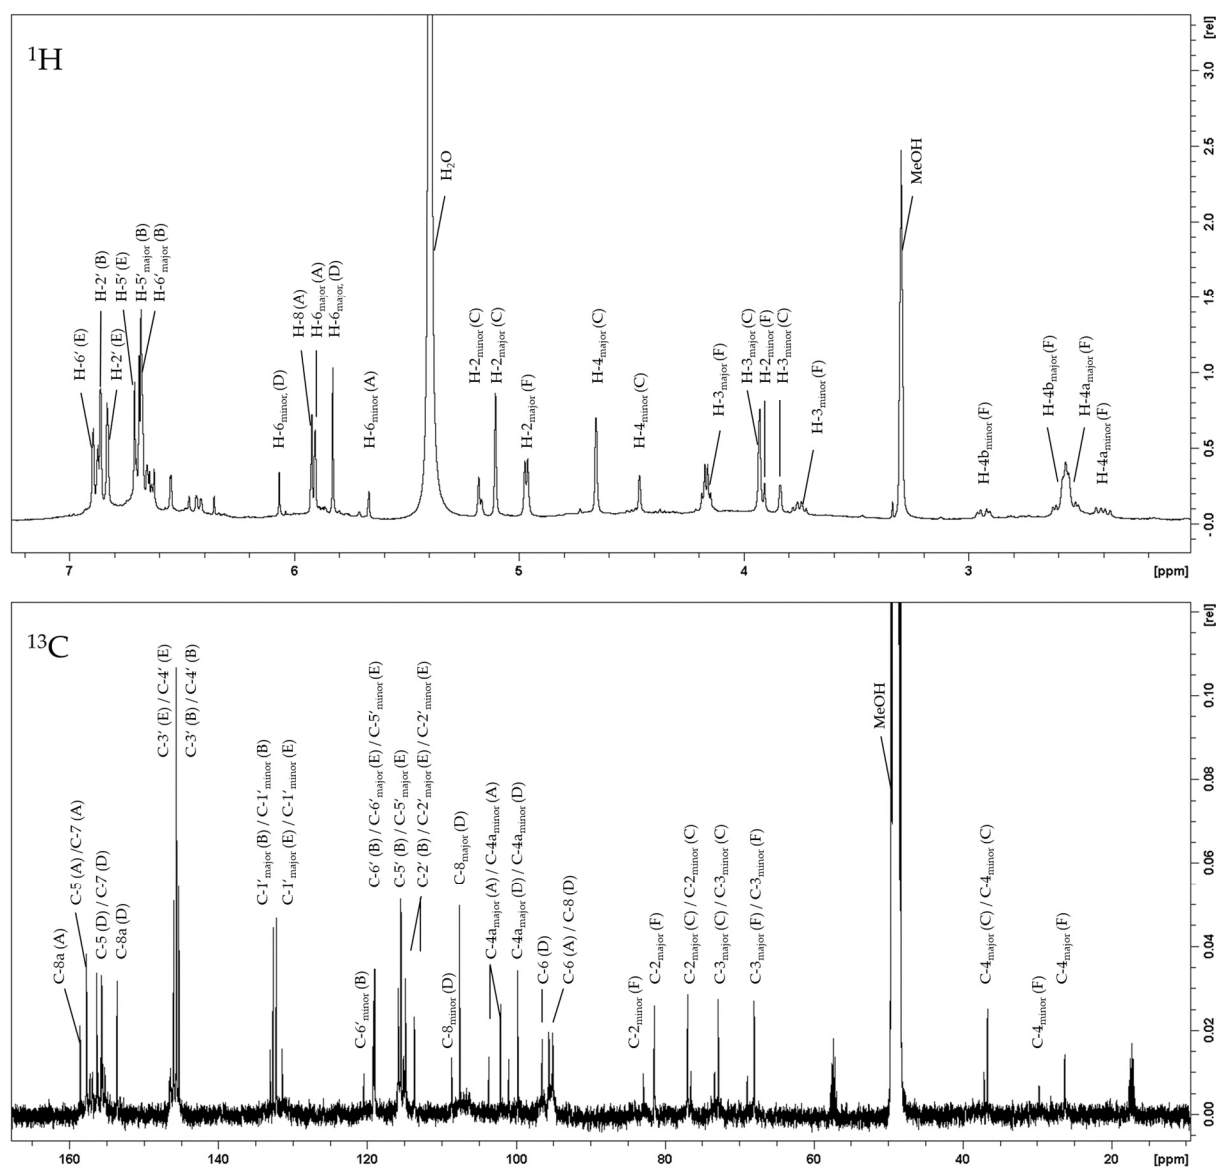 ¹H
H-6′ (E)
H-2′ (B)
H-2′ (E)
H-5′ (E)
H-5′major (B)
H-6′major (B)
H-6minor (D)
H-8 (A)
H-6major (A)
H-6major, (D)
H-6minor (A)
H₂O
H-2minor (C)
H-2major (C)
H-2major (F)
H-4major (C)
H-4minor (C)
H-3major (F)
H-3major (C)
H-2minor (F)
H-3minor (C)
H-3minor (F)
MeOH
H-4bminor (F)
H-4bmajor (F)
H-4amajor (F)
H-4aminor (F)
[rel]
3.0
2.5
2.0
1.5
1.0
0.5
-0.0
7 6 5 4 3 [ppm]
¹³C
C-8a (A)
C-5 (A) /C-7 (A)
C-5 (D) / C-7 (D)
C-8a (D)
C-3′ (E) / C-4′ (E)
C-3′ (B) / C-4′ (B)
C-1′major (B) / C-1′minor (B)
C-1′major (E) / C-1′minor (E)
C-6′minor (B)
C-6′ (B) / C-6′major (E) / C-5′minor (E)
C-5′ (B) / C-5′major (E)
C-2′ (B) / C-2′major (E) / C-2′minor (E)
C-8minor (D)
C-8major (D)
C-4amajor (A) / C-4aminor (A)
C-4amajor (D) / C-4aminor (D)
C-6 (D)
C-6 (A) / C-8 (D)
C-2minor (F)
C-2major (F)
C-2major (C) / C-2minor (C)
C-3major (C) / C-3minor (C)
C-3major (F) / C-3minor (F)
MeOH
C-4major (C) / C-4minor (C)
C-4minor (F)
C-4major (F)
[rel]
0.10
0.08
0.06
0.04
0.02
0.00
160 140 120 100 80 60 40 20 [ppm]